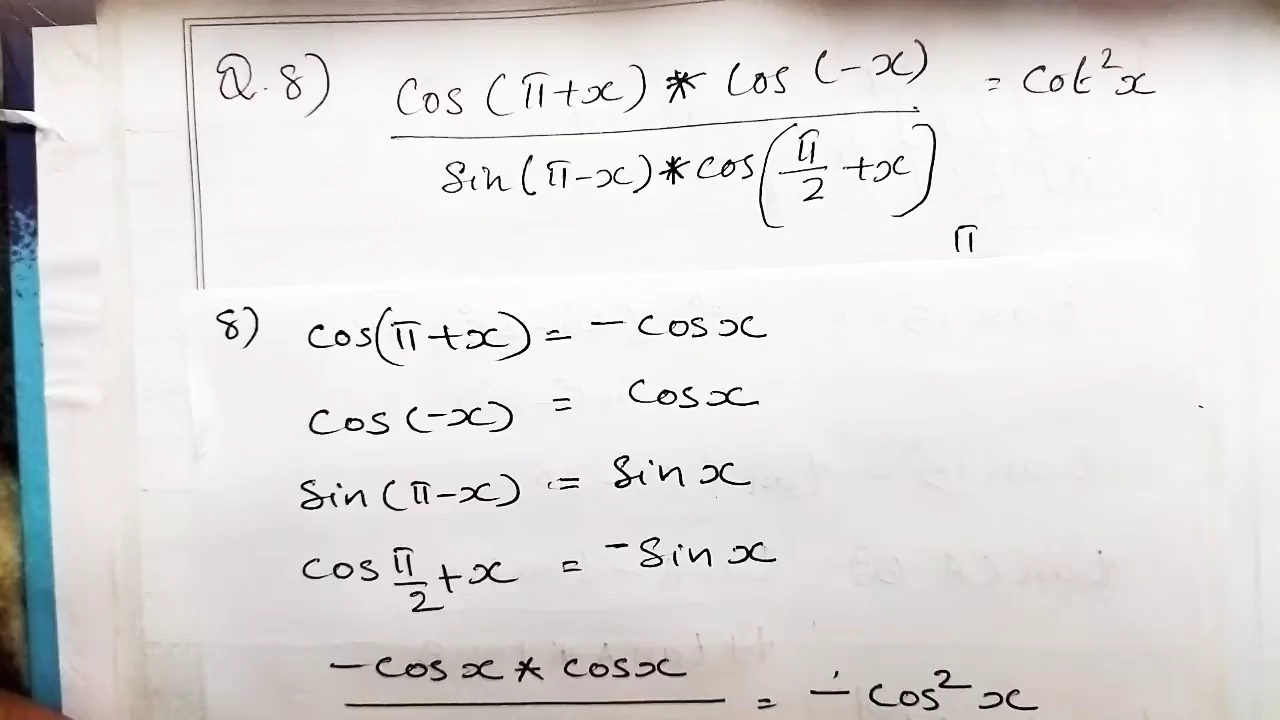 Q.8) cos (π+x) * cos (-x) = cot²x
sin (π-x) * cos (π/2 +x)
π
8) cos(π+x) = - cos x
cos (-x) = cos x
sin (π-x) = sin x
cos π/2 +x = - sin x
-cos x * cos x = - cos² x